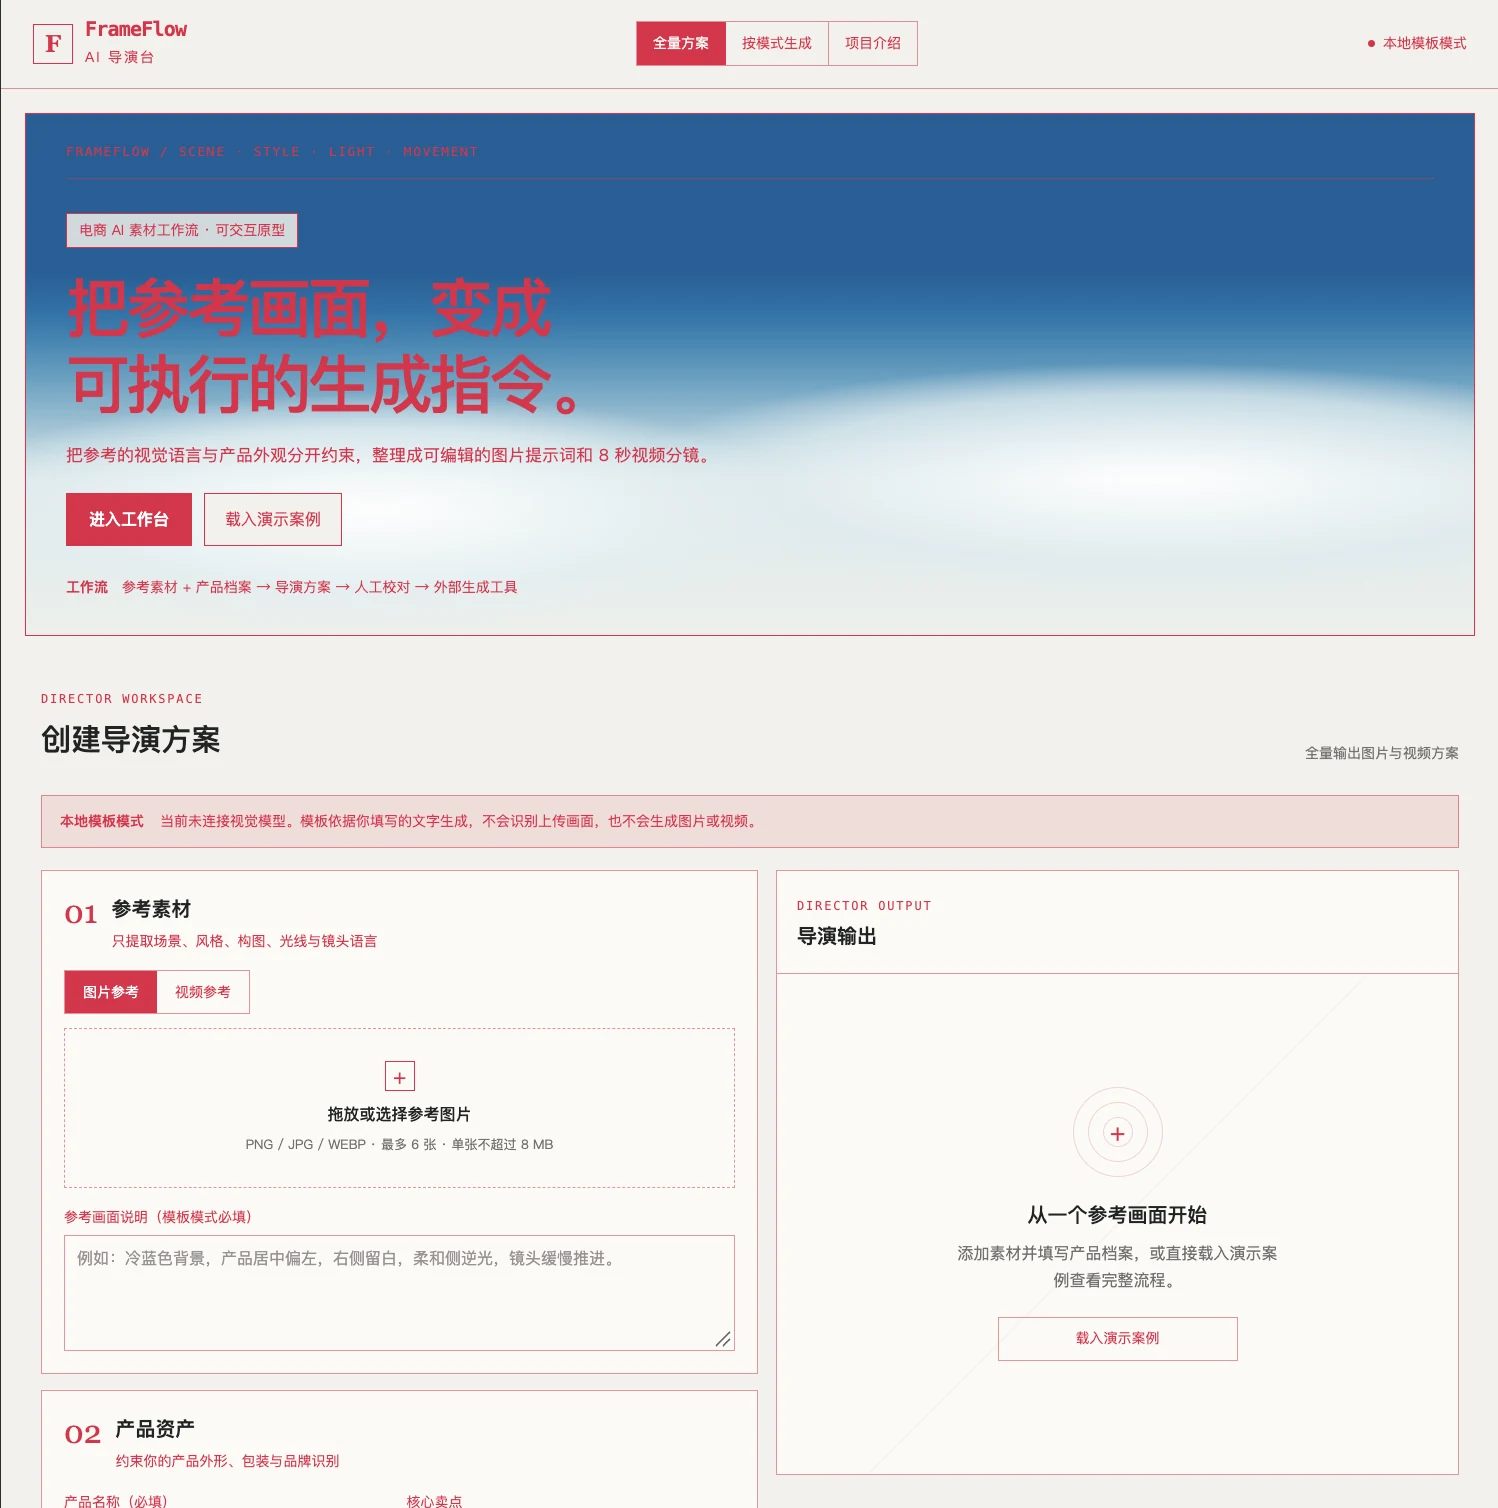 F
FrameFlow
AI 导演台
全量方案
按模式生成
项目介绍
本地模板模式
FRAMEFLOW / SCENE · STYLE · LIGHT · MOVEMENT
电商 AI 素材工作流 · 可交互原型
把参考画面，变成
可执行的生成指令。
把参考的视觉语言与产品外观分开约束，整理成可编辑的图片提示词和 8 秒视频分镜。
进入工作台
载入演示案例
工作流 参考素材 + 产品档案 → 导演方案 → 人工校对 → 外部生成工具
DIRECTOR WORKSPACE
创建导演方案
全量输出图片与视频方案
本地模板模式 当前未连接视觉模型。模板依据你填写的文字生成，不会识别上传画面，也不会生成图片或视频。
01 参考素材
只提取场景、风格、构图、光线与镜头语言
图片参考
视频参考
+
拖放或选择参考图片
PNG / JPG / WEBP · 最多 6 张 · 单张不超过 8 MB
参考画面说明（模板模式必填）
例如：冷蓝色背景，产品居中偏左，右侧留白，柔和侧逆光，镜头缓慢推进。
DIRECTOR OUTPUT
导演输出
+
从一个参考画面开始
添加素材并填写产品档案，或直接载入演示案
例查看完整流程。
载入演示案例
02 产品资产
约束你的产品外形、包装与品牌识别
产品名称（必填）
核心卖点